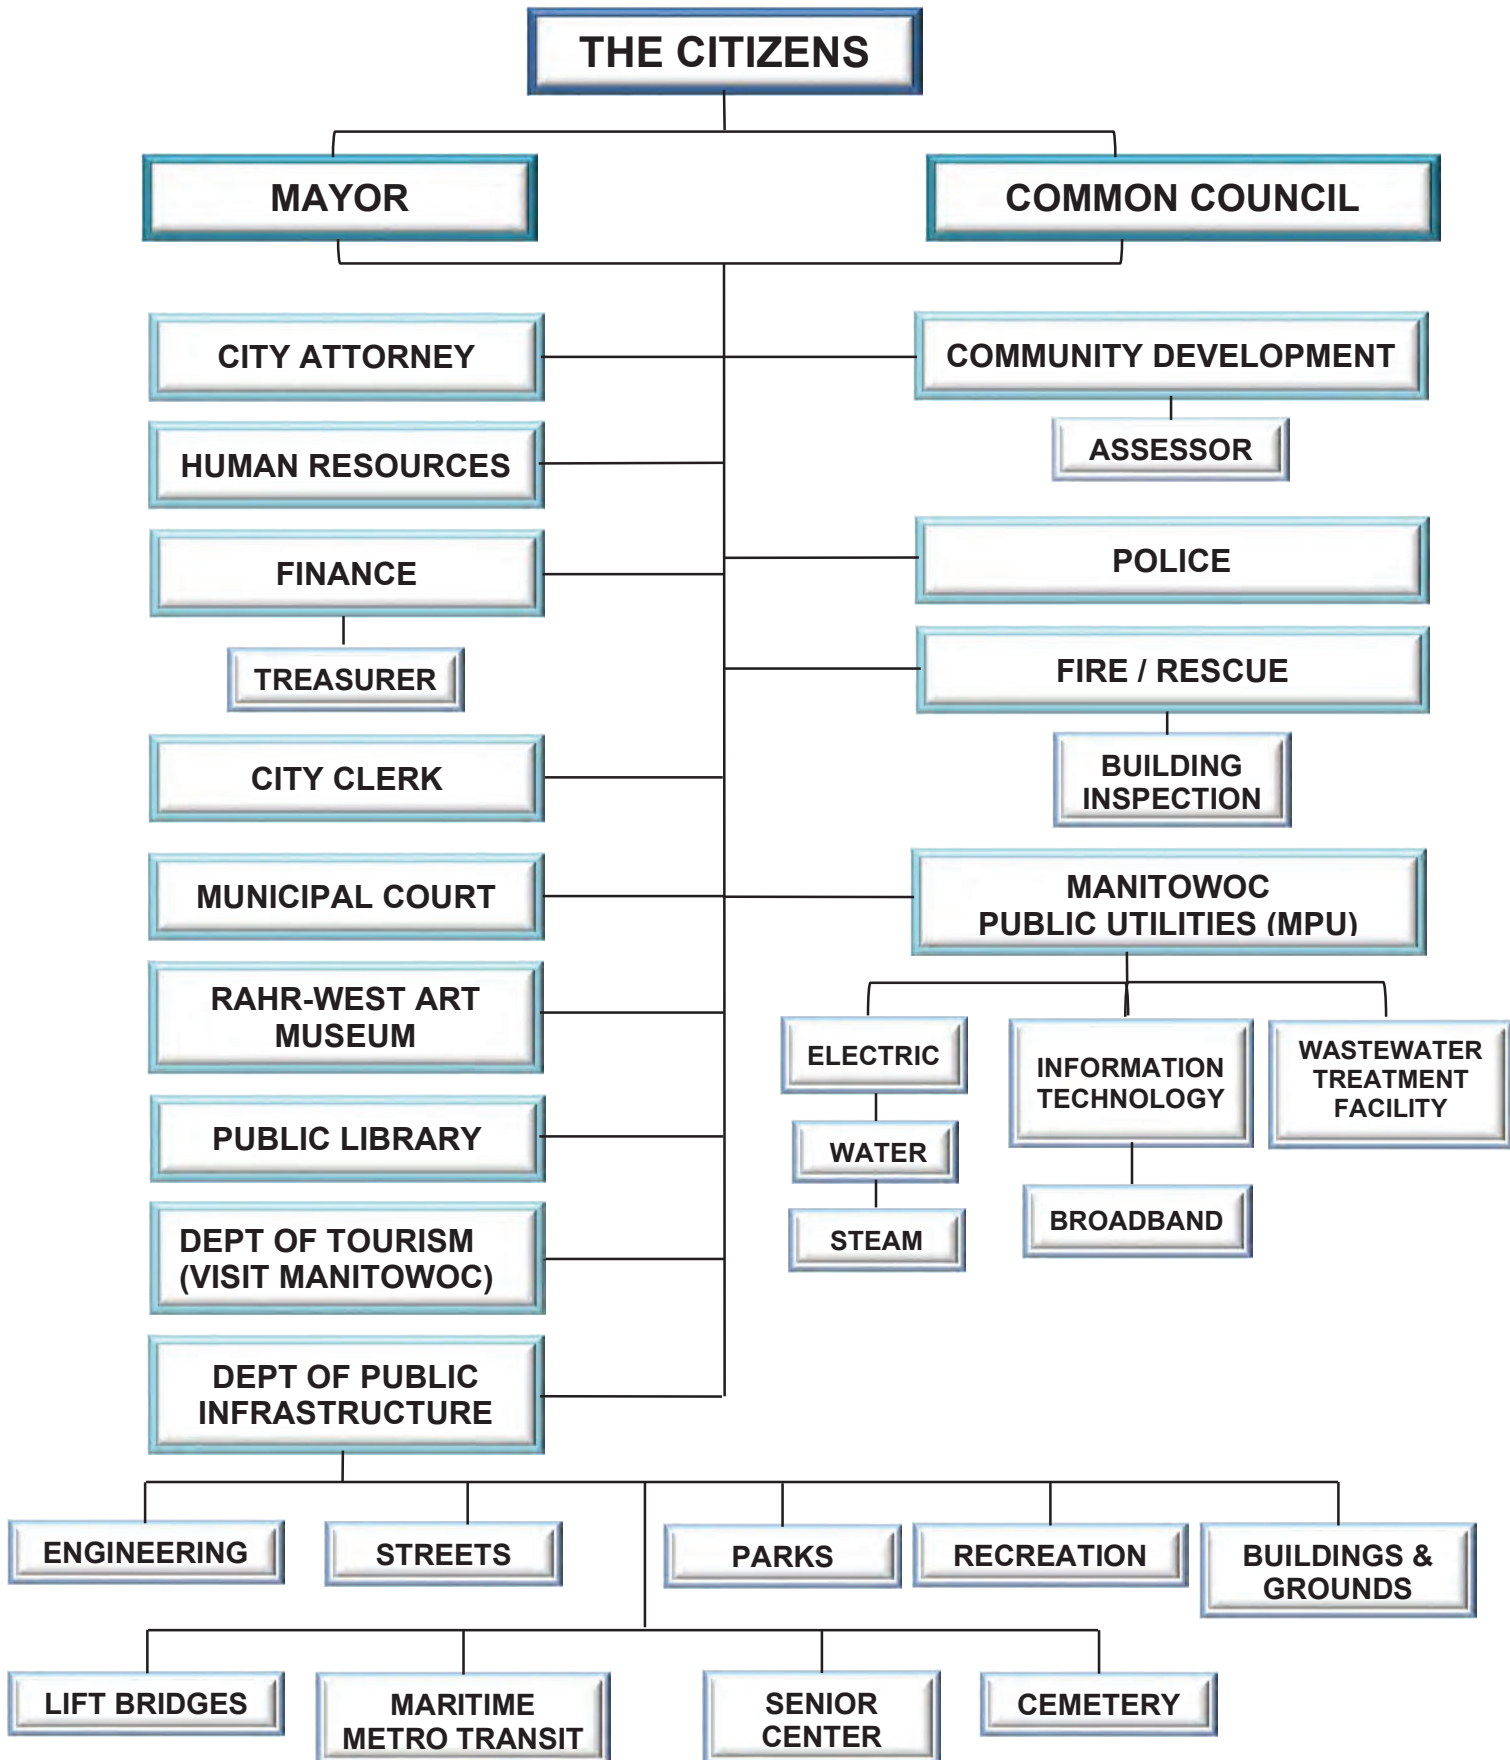 THE CITIZENS
MAYOR
COMMON COUNCIL
CITY ATTORNEY
COMMUNITY DEVELOPMENT
ASSESSOR
HUMAN RESOURCES
FINANCE
POLICE
TREASURER
FIRE / RESCUE
CITY CLERK
BUILDING
INSPECTION
MUNICIPAL COURT
MANITOWOC
PUBLIC UTILITIES (MPU)
RAHR-WEST ART
MUSEUM
ELECTRIC
INFORMATION
TECHNOLOGY
WASTEWATER
TREATMENT
FACILITY
PUBLIC LIBRARY
WATER
DEPT OF TOURISM
(VISIT MANITOWOC)
STEAM
BROADBAND
DEPT OF PUBLIC
INFRASTRUCTURE
ENGINEERING
STREETS
PARKS
RECREATION
BUILDINGS &
GROUNDS
LIFT BRIDGES
MARITIME
METRO TRANSIT
SENIOR
CENTER
CEMETERY